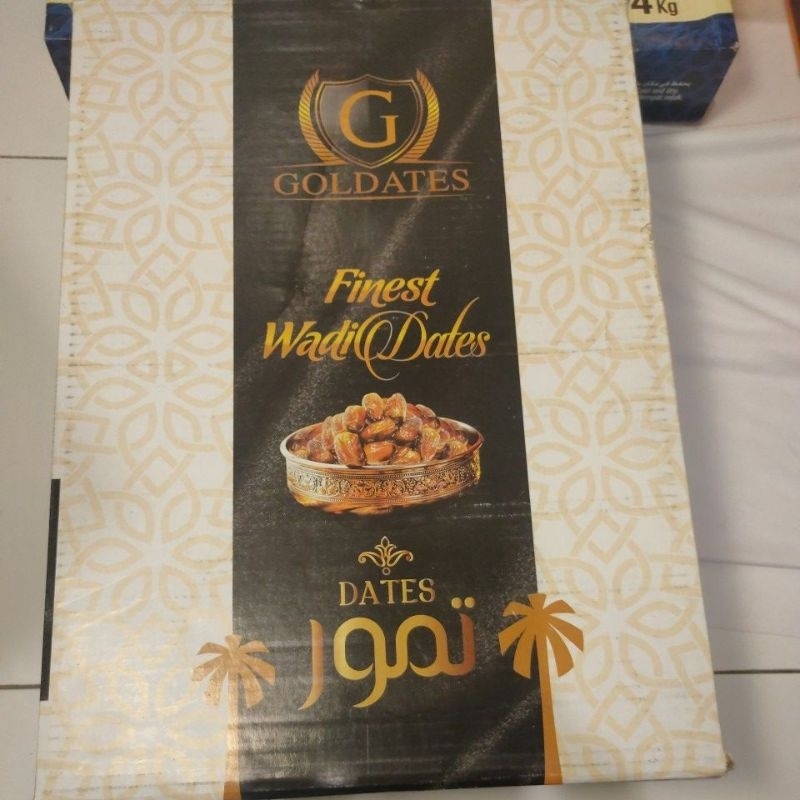 4 Kg
G
GOLDATES
Finest
Wadi Dates
DATES
تمور